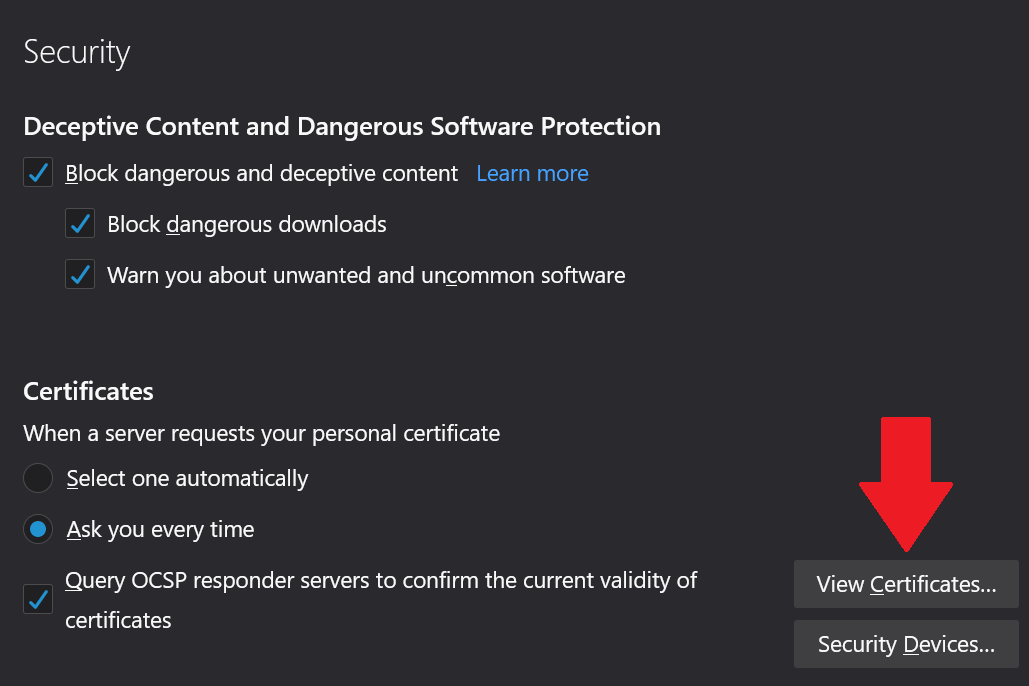 Security
Deceptive Content and Dangerous Software Protection
Block dangerous and deceptive content Learn more
Block dangerous downloads
Warn you about unwanted and uncommon software
Certificates
When a server requests your personal certificate
Select one automatically
Ask you every time
Query OCSP responder servers to confirm the current validity of
certificates
View Certificates...
Security Devices...